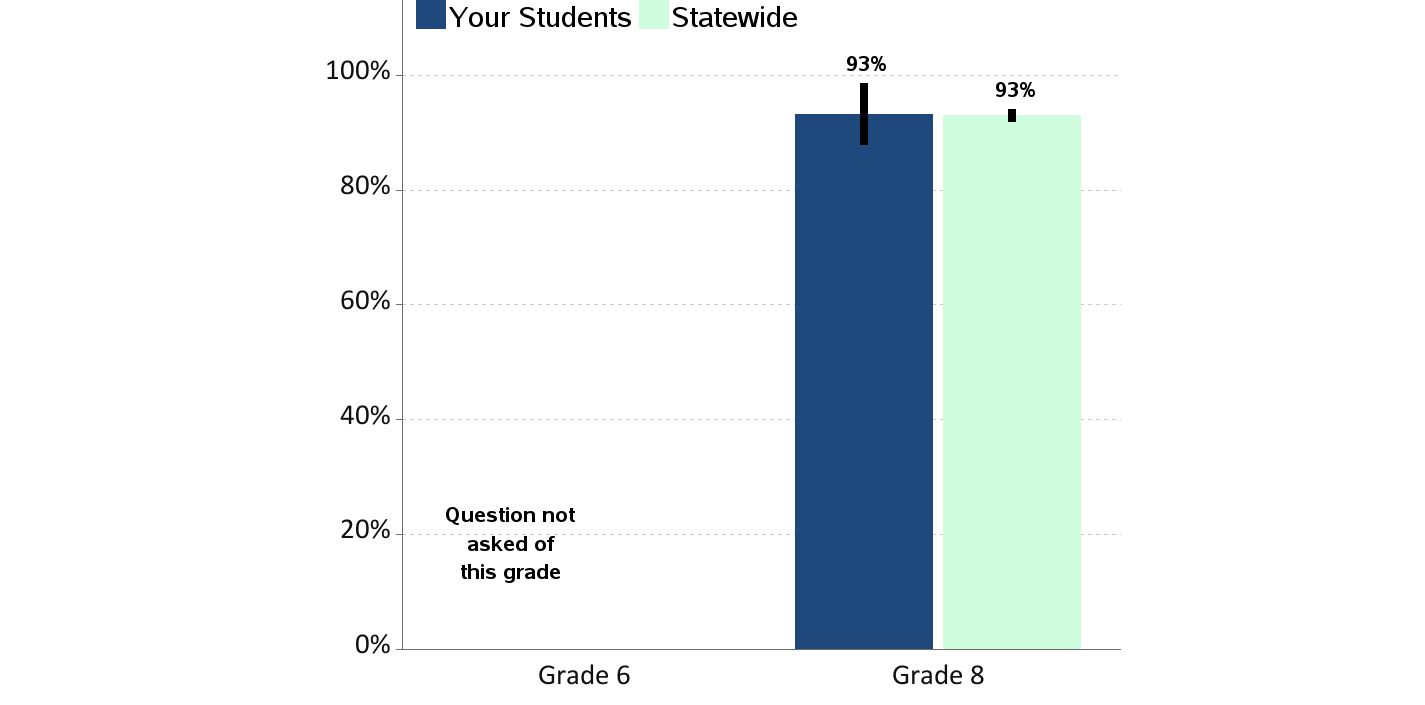 Your Students Statewide
100%
93%
93%
80%
60%
40%
20%
Question not
asked of
this grade
0%
Grade 6 Grade 8